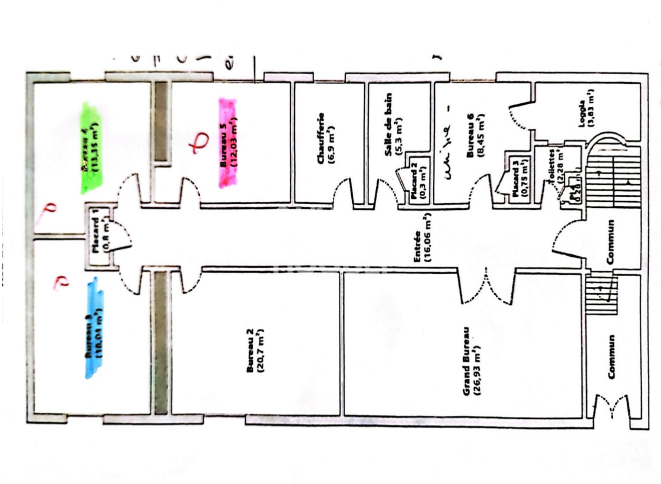 Bureau 4
(13,35 m²)
Bureau 5
(12,03 m²)
Chaufferie
(6,9 m²)
Salle de bain
(5,3 m²)
Placard 2
(0,3 m²)
Bureau 6
(8,45 m²)
Placard 3
(0,75 m²)
Toilettes
(2,28 m²)
Loggia
(3,83 m²)
Placard 1
(0,8 m²)
Entrée
(16,06 m²)
Commun
Bureau 3
(18,04 m²)
Bureau 2
(20,7 m²)
Grand Bureau
(26,93 m²)
Commun